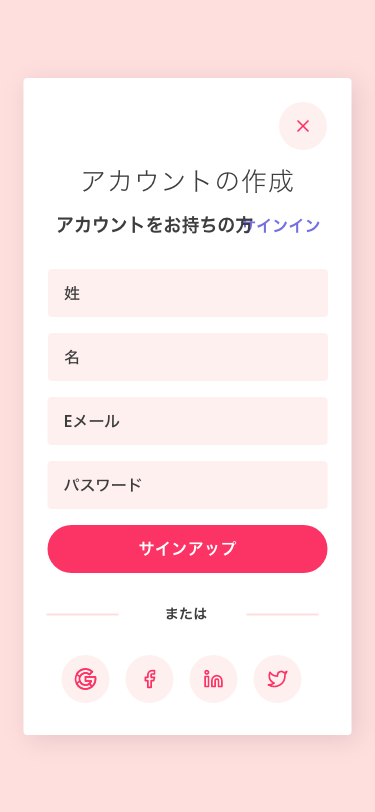 アカウントの作成
アカウントをお持ちの方サインイン
姓
名
Eメール
パスワード
サインアップ
または